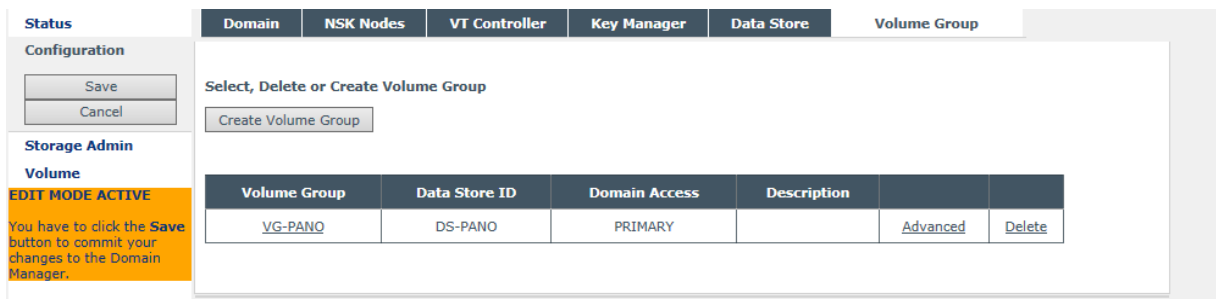 Status
Domain NSK Nodes VT Controller Key Manager Data Store Volume Group
Configuration
Save
Cancel
Select, Delete or Create Volume Group
Create Volume Group
Storage Admin
Volume
EDIT MODE ACTIVE
You have to click the Save
button to commit your
changes to the Domain
Manager.
Volume Group Data Store ID Domain Access Description
VG-PANO DS-PANO PRIMARY Advanced Delete